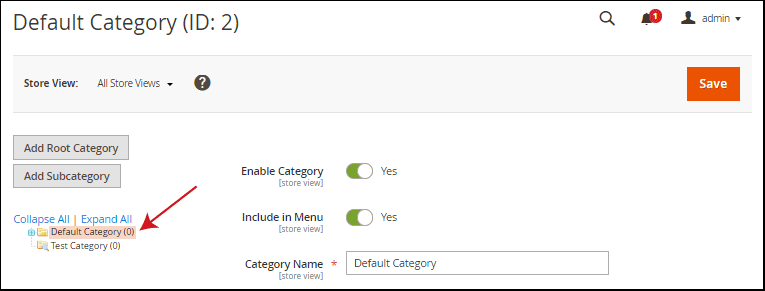 Default Category (ID: 2)
1
admin
Store View: All Store Views ?
Save
Add Root Category
Add Subcategory
Collapse All | Expand All
Default Category (0)
Test Category (0)
Enable Category
[store view]
Yes
Include in Menu
[store view]
Yes
Category Name *
[store view]
Default Category